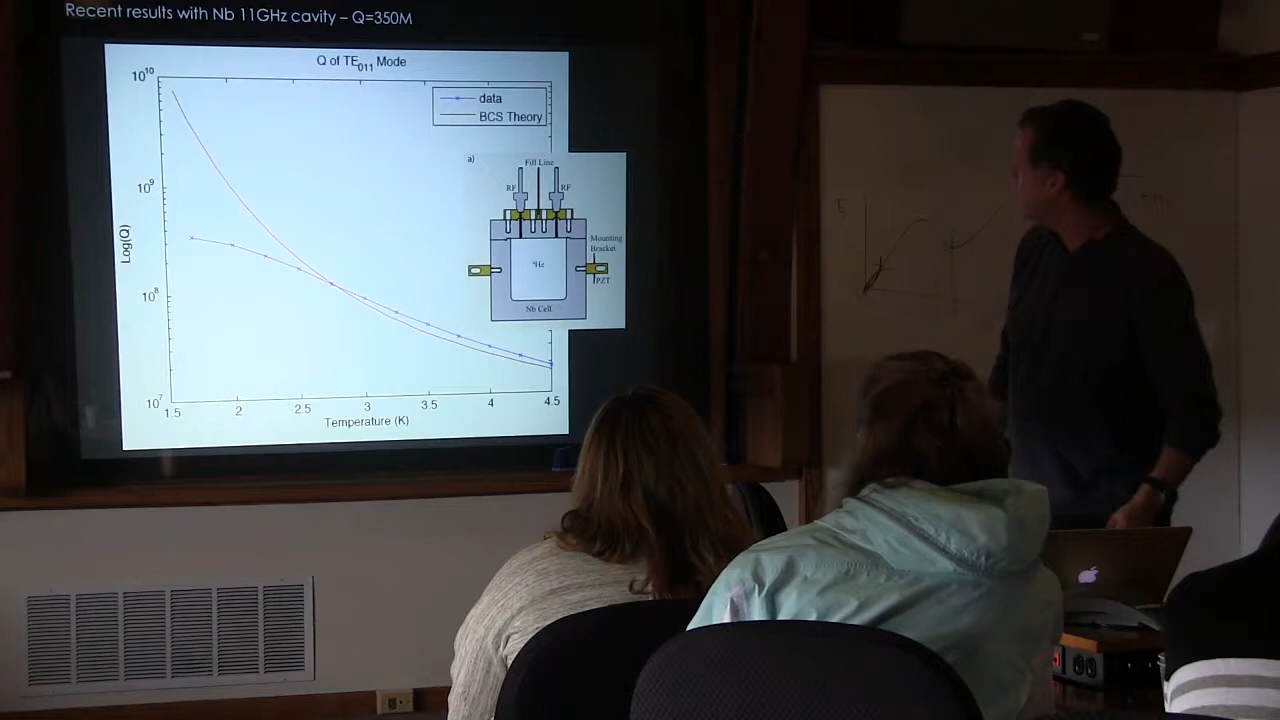 Recent results with Nb 11GHz cavity – Q=350M
Q of TE011 Mode
data
BCS Theory
10^10
10^9
10^8
10^7
Log(Q)
1.5 2 2.5 3 3.5 4 4.5
Temperature (K)
a)
Fill Line
RF RF
Mounting
Bracket
PZT
⁴He
Nb Cell